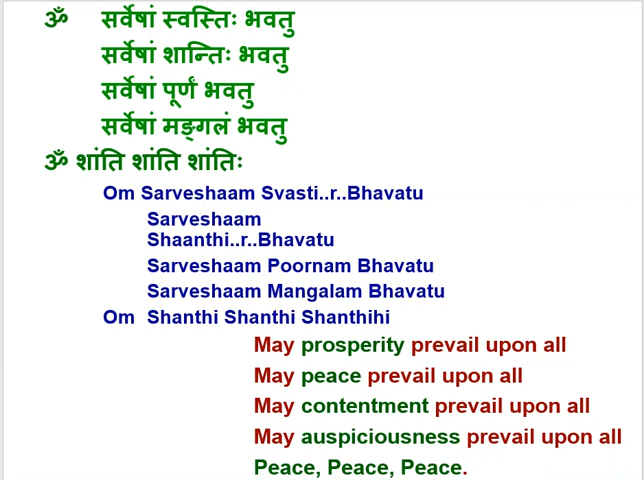 ॐ सर्वेषां स्वस्तिः भवतु
सर्वेषां शान्तिः भवतु
सर्वेषां पूर्णं भवतु
सर्वेषां मङ्गलं भवतु
ॐ शांति शांति शांतिः
Om Sarveshaam Svasti..r..Bhavatu
Sarveshaam
Shaanthi..r..Bhavatu
Sarveshaam Poornam Bhavatu
Sarveshaam Mangalam Bhavatu
Om Shanthi Shanthi Shanthihi
May prosperity prevail upon all
May peace prevail upon all
May contentment prevail upon all
May auspiciousness prevail upon all
Peace, Peace, Peace.